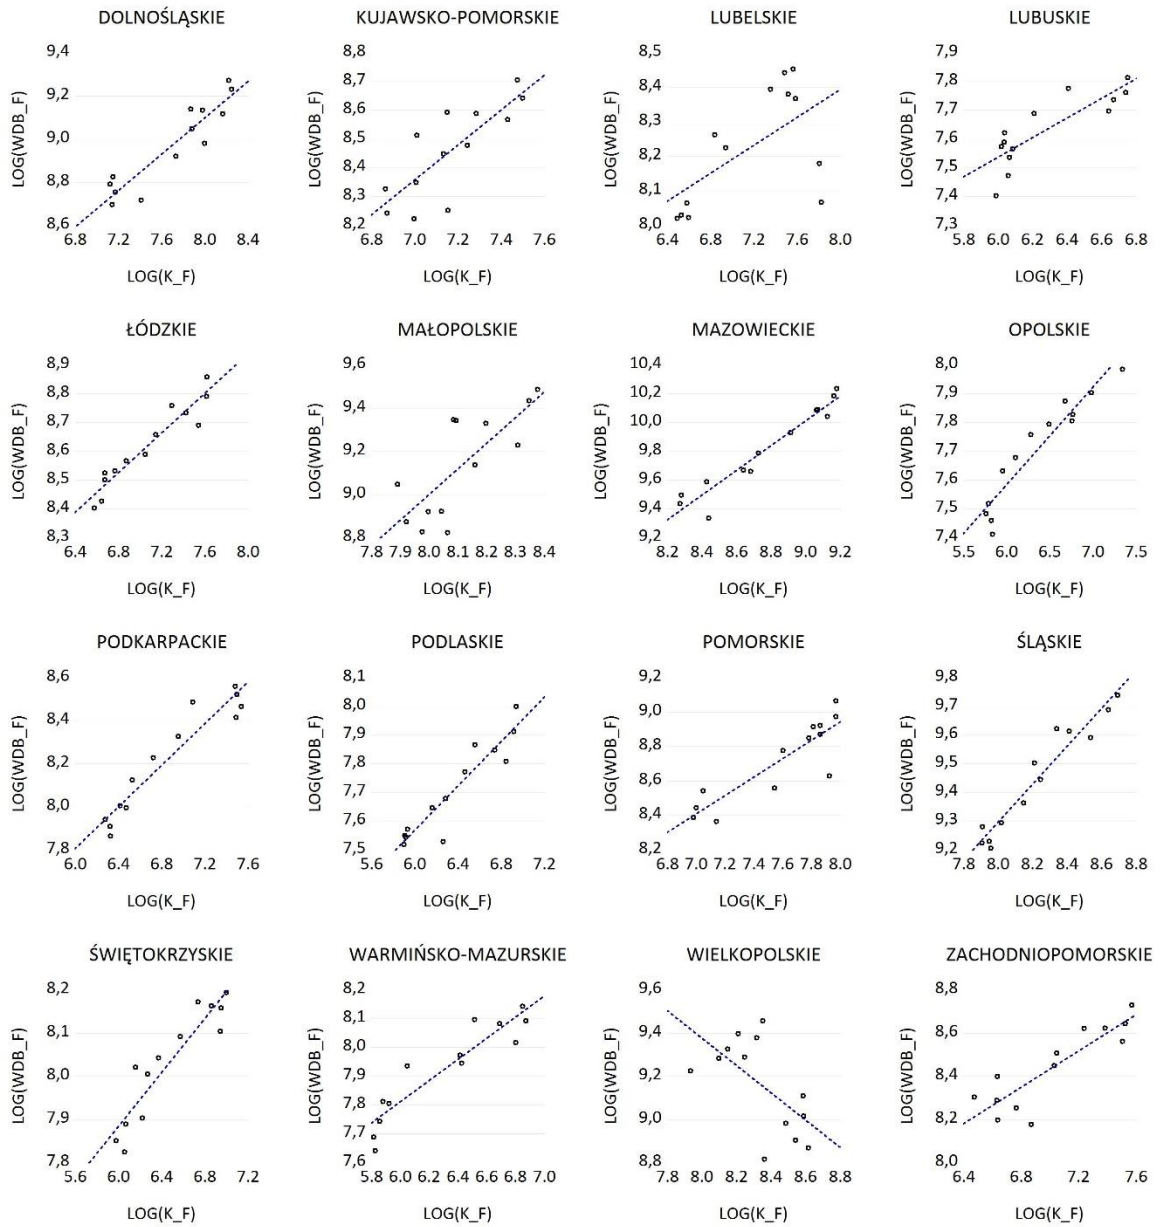 DOLNOŚLĄSKIE
LOG(WDB_F)
9,4
9,2
9,0
8,8
8,6
6.8 7.2 7.6 8.0 8.4
LOG(K_F)
KUJAWSKO-POMORSKIE
LOG(WDB_F)
8,8
8,7
8,6
8,5
8,4
8,3
8,2
6.8 7.0 7.2 7.4 7.6
LOG(K_F)
LUBELSKIE
LOG(WDB_F)
8,5
8,4
8,3
8,2
8,1
8,0
6.4 6.8 7.2 7.6 8.0
LOG(K_F)
LUBUSKIE
LOG(WDB_F)
7,9
7,8
7,7
7,6
7,5
7,4
7,3
5.8 6.0 6.2 6.4 6.6 6.8
LOG(K_F)
ŁÓDZKIE
LOG(WDB_F)
8,9
8,8
8,7
8,6
8,5
8,4
8,3
6.4 6.8 7.2 7.6 8.0
LOG(K_F)
MAŁOPOLSKIE
LOG(WDB_F)
9,6
9,4
9,2
9,0
8,8
7.8 7.9 8.0 8.1 8.2 8.3 8.4
LOG(K_F)
MAZOWIECKIE
LOG(WDB_F)
10,4
10,2
10,0
9,8
9,6
9,4
9,2
8.2 8.4 8.6 8.8 9.0 9.2
LOG(K_F)
OPOLSKIE
LOG(WDB_F)
8,0
7,9
7,8
7,7
7,6
7,5
7,4
5.5 6.0 6.5 7.0 7.5
LOG(K_F)
PODKARPACKIE
LOG(WDB_F)
8,6
8,4
8,2
8,0
7,8
6.0 6.4 6.8 7.2 7.6
LOG(K_F)
PODLASKIE
LOG(WDB_F)
8,1
8,0
7,9
7,8
7,6
7,5
5.6 6.0 6.4 6.8 7.2
LOG(K_F)
POMORSKIE
LOG(WDB_F)
9,2
9,0
8,8
8,6
8,4
8,2
6.8 7.0 7.2 7.4 7.6 7.8 8.0
LOG(K_F)
ŚLĄSKIE
LOG(WDB_F)
9,8
9,7
9,6
9,5
9,4
9,3
9,2
7.8 8.0 8.2 8.4 8.6 8.8
LOG(K_F)
ŚWIĘTOKRZYSKIE
LOG(WDB_F)
8,2
8,1
8,0
7,9
7,8
5.6 6.0 6.4 6.8 7.2
LOG(K_F)
WARMIŃSKO-MAZURSKIE
LOG(WDB_F)
8,2
8,1
8,0
7,9
7,8
7,7
7,6
5.8 6.0 6.2 6.4 6.6 6.8 7.0
LOG(K_F)
WIELKOPOLSKIE
LOG(WDB_F)
9,6
9,4
9,2
9,0
8,8
7.8 8.0 8.2 8.4 8.6 8.8
LOG(K_F)
ZACHODNIOPOMORSKIE
LOG(WDB_F)
8,8
8,6
8,4
8,2
8,0
6.4 6.8 7.2 7.6
LOG(K_F)